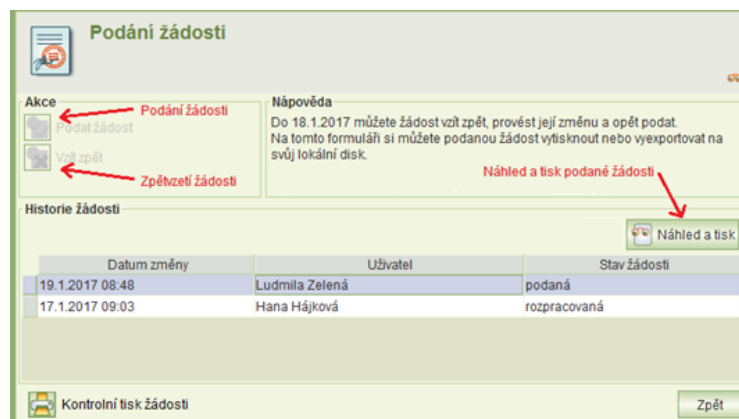 Podání žádosti
Akce
Podání žádosti
Podat žádost
Vzít zpět
Zpětvzetí žádosti
Nápověda
Do 18.1.2017 můžete žádost vzít zpět, provést její změnu a opět podat.
Na tomto formuláři si můžete podanou žádost vytisknout nebo vyexportovat na
svůj lokální disk.
Náhled a tisk podané žádosti
Historie žádosti
Náhled a tisk
Datum změny Uživatel Stav žádosti
19.1.2017 08:48 Ludmila Zelená podaná
17.1.2017 09:03 Hana Hájková rozpracovaná
Kontrolní tisk žádosti
Zpět